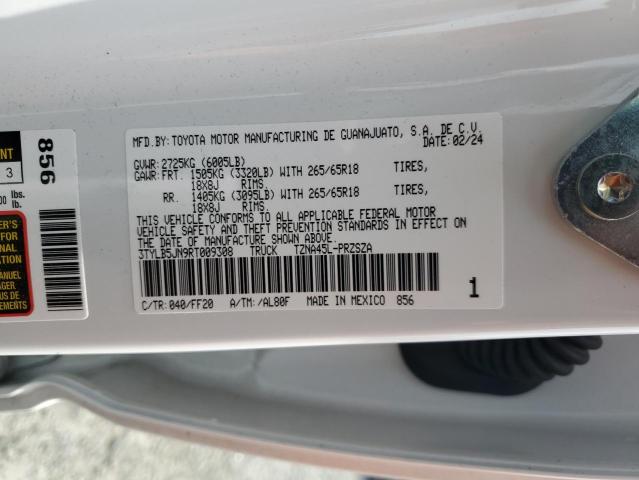 MFD.BY: TOYOTA MOTOR MANUFACTURING DE GUANAJUATO, S.A. DE C.V.
DATE: 02/24
GVWR: 2725KG (6005LB)
GAWR: FRT. 1505KG (3320LB) WITH 265/65R18 TIRES,
18X8J RIMS
RR. 1405KG (3095LB) WITH 265/65R18 TIRES,
18X8J RIMS
THIS VEHICLE CONFORMS TO ALL APPLICABLE FEDERAL MOTOR
VEHICLE SAFETY AND THEFT PREVENTION STANDARDS IN EFFECT ON
THE DATE OF MANUFACTURE SHOWN ABOVE.
3TYLB5JN9RT009308 TRUCK TZNA45L-PRZSZA
C/TR: 040/FF20 A/TM: /AL80F MADE IN MEXICO 856
1
856
3
lbs.
lb.